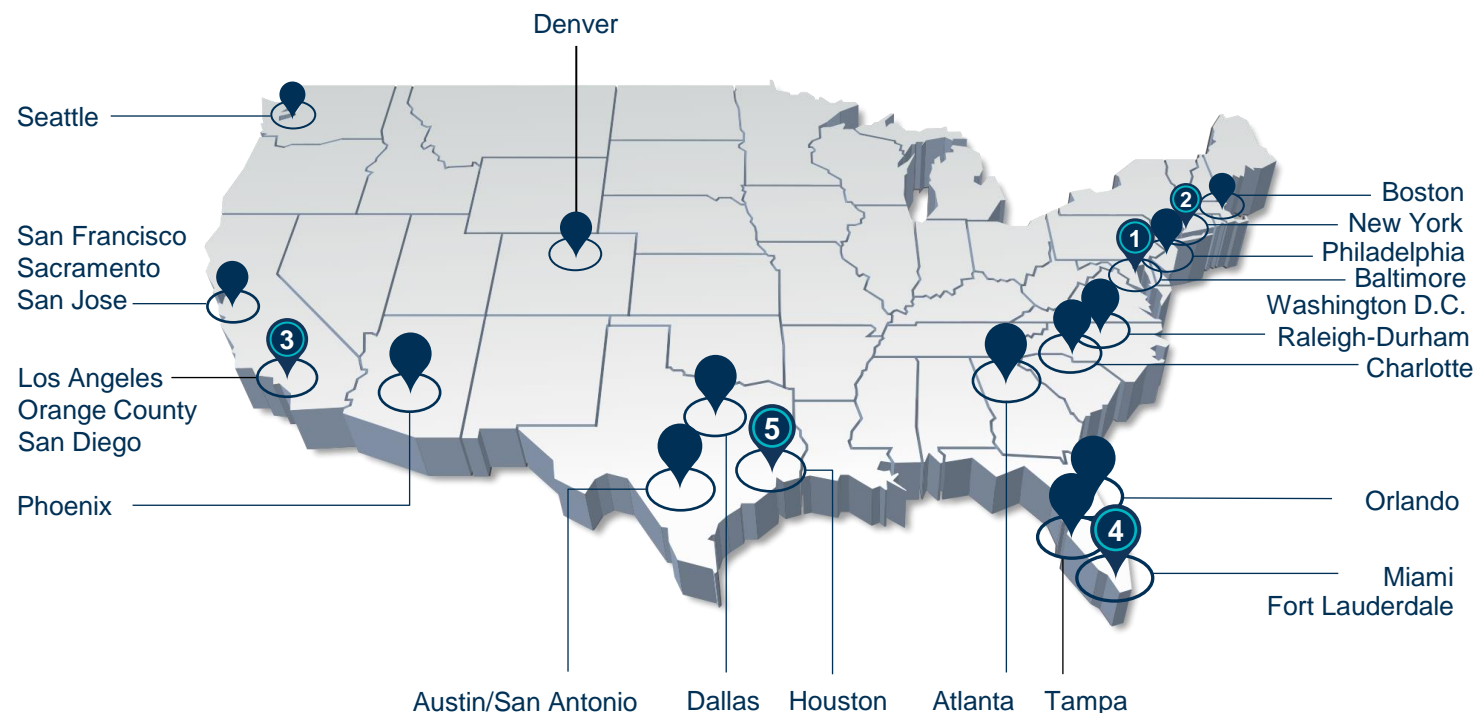 Denver
Seattle
San Francisco
Sacramento
San Jose
Los Angeles
Orange County
San Diego
Phoenix
3
5
1
2
4
Boston
New York
Philadelphia
Baltimore
Washington D.C.
Raleigh-Durham
Charlotte
Orlando
Miami
Fort Lauderdale
Austin/San Antonio
Dallas
Houston
Atlanta
Tampa